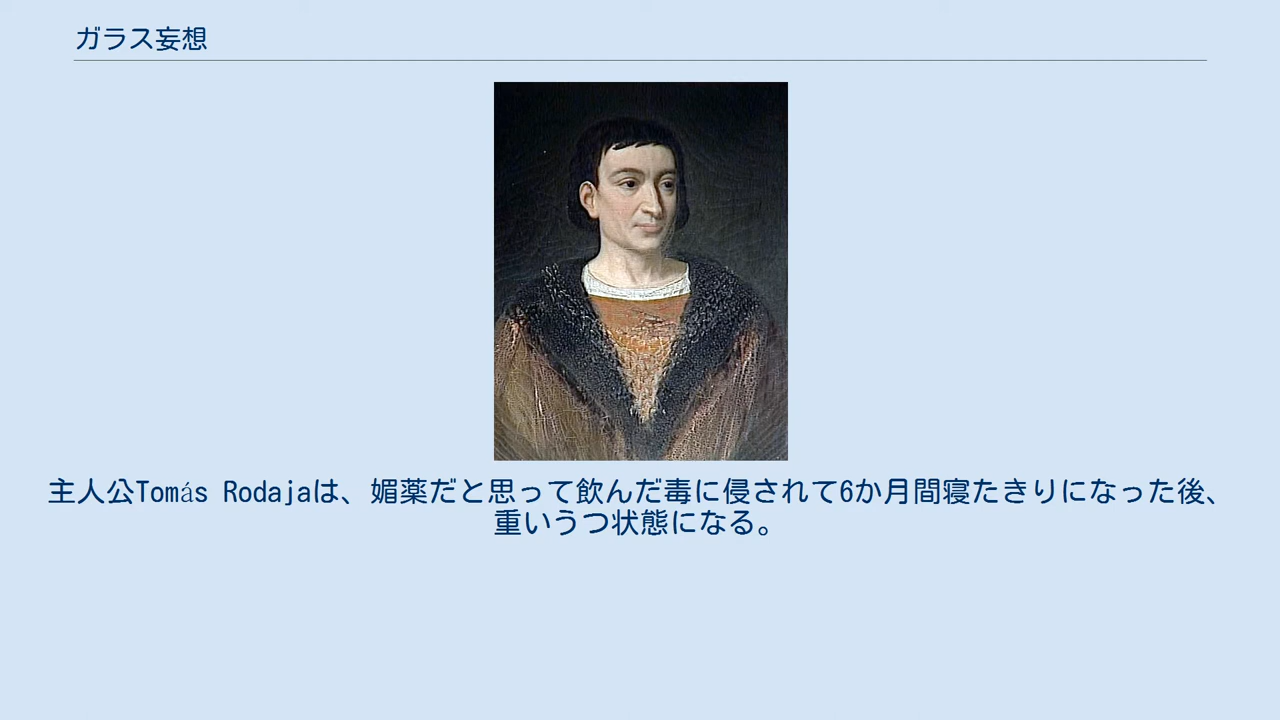 ガラス妄想
主人公Tomás Rodajaは、媚薬だと思って飲んだ毒に侵されて6か月間寝たきりになった後、
重いうつ状態になる。